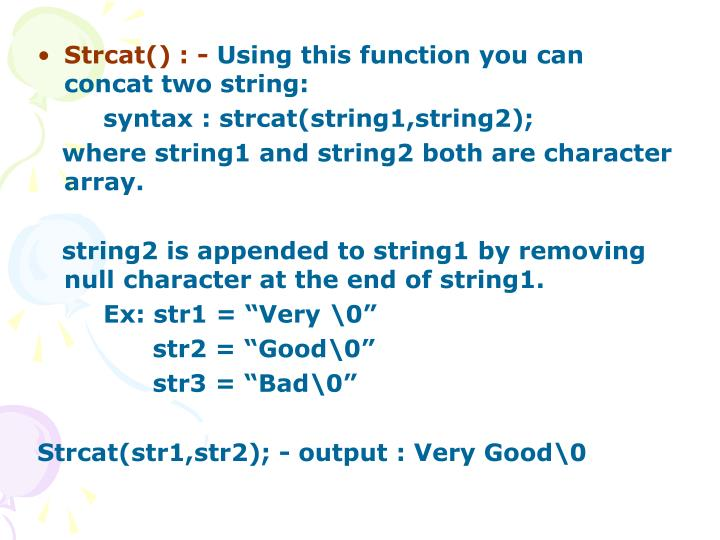 • Strcat() : - Using this function you can
concat two string:
syntax : strcat(string1,string2);
where string1 and string2 both are character
array.
string2 is appended to string1 by removing
null character at the end of string1.
Ex: str1 = “Very \0”
str2 = “Good\0”
str3 = “Bad\0”
Strcat(str1,str2); - output : Very Good\0